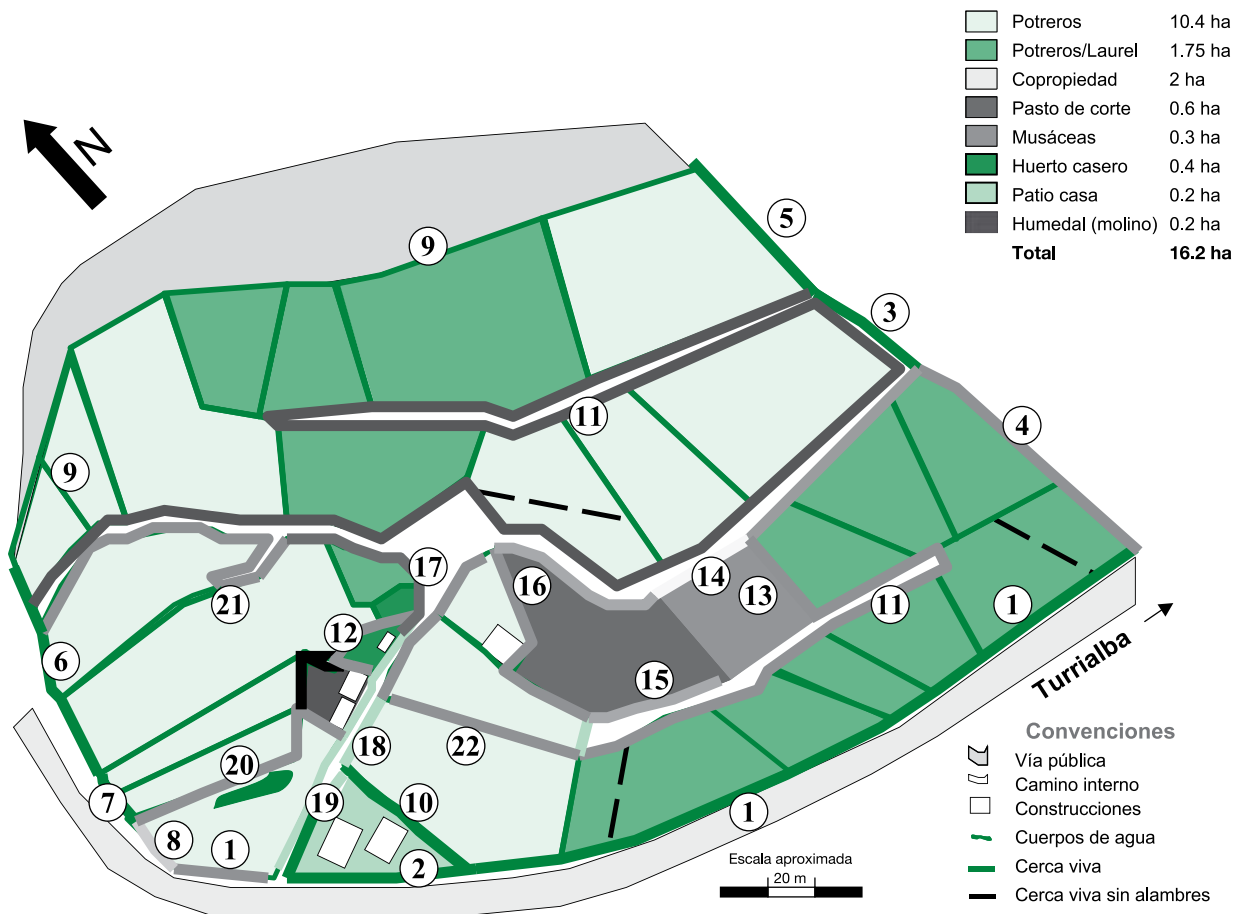 Potreros 10.4 ha
Potreros/Laurel 1.75 ha
Copropiedad 2 ha
Pasto de corte 0.6 ha
Musáceas 0.3 ha
Huerto casero 0.4 ha
Patio casa 0.2 ha
Humedal (molino) 0.2 ha
Total 16.2 ha
N
5
9
3
11
4
9
17
16
14
13
11
1
21
12
6
15
Turrialba
18
22
20
10
19
7
8
1
2
1
Escala aproximada
20 m
Convenciones
Vía pública
Camino interno
Construcciones
Cuerpos de agua
Cerca viva
Cerca viva sin alambres